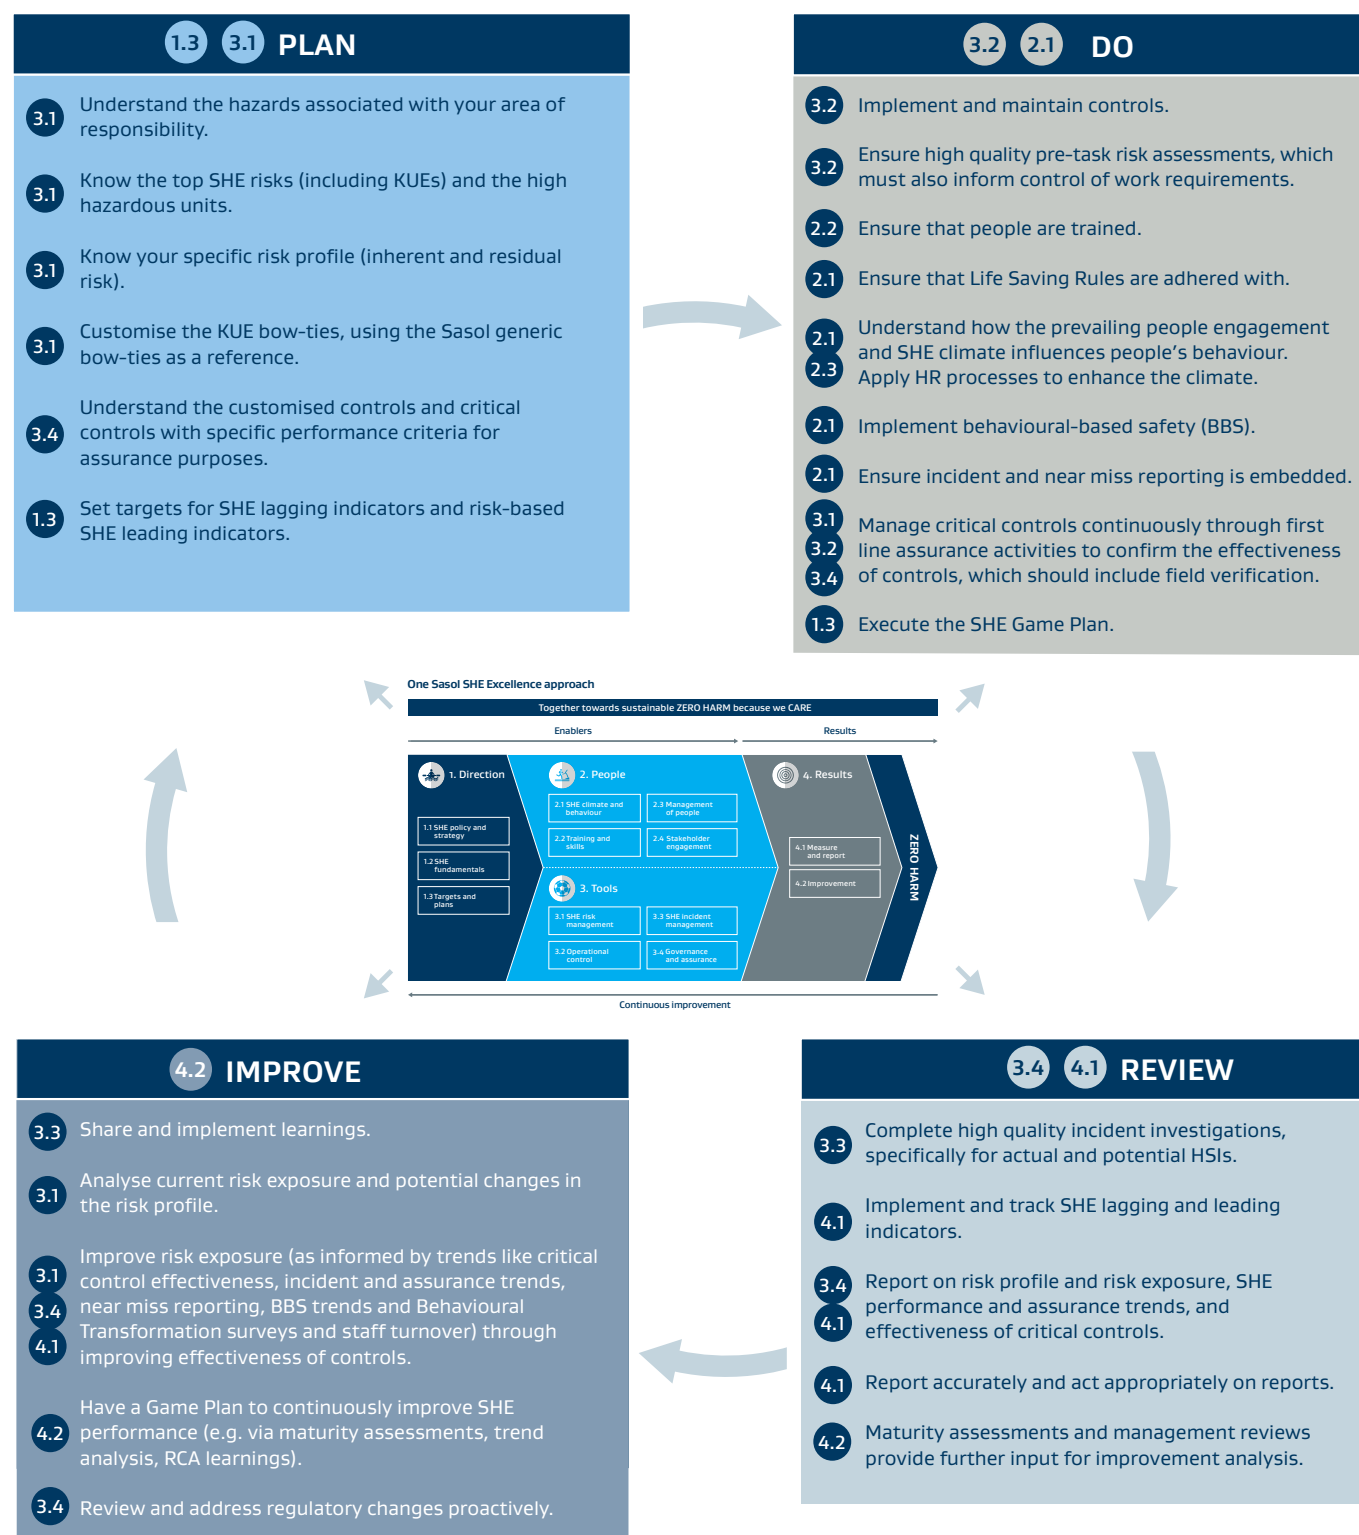 1.3 3.1 PLAN
3.1 Understand the hazards associated with your area of
responsibility.
3.1 Know the top SHE risks (including KUEs) and the high
hazardous units.
3.1 Know your specific risk profile (inherent and residual
risk).
3.1 Customise the KUE bow-ties, using the Sasol generic
bow-ties as a reference.
Understand the customised controls and critical
3.4 controls with specific performance criteria for
assurance purposes.
1.3 Set targets for SHE lagging indicators and risk-based
SHE leading indicators.
3.2 2.1 DO
3.2 Implement and maintain controls.
3.2 Ensure high quality pre-task risk assessments, which
must also inform control of work requirements.
2.2 Ensure that people are trained.
2.1 Ensure that Life Saving Rules are adhered with.
2.1 Understand how the prevailing people engagement
and SHE climate influences people's behaviour.
2.3 Apply HR processes to enhance the climate.
2.1 Implement behavioural-based safety (BBS).
2.1 Ensure incident and near miss reporting is embedded.
3.1 Manage critical controls continuously through first
3.2 line assurance activities to confirm the effectiveness
3.4 of controls, which should include field verification.
1.3 Execute the SHE Game Plan.
One Sasol SHE Excellence approach
Together towards sustainable ZERO HARM because we CARE
Enablers
Results
1. Direction
1.1 SHE policy and
strategy
1.2 SHE
fundamentals
1.3 Targets and
plans
2. People
2.1 SHE climate and
behaviour
2.3 Management
of people
2.2 Training and
skills
2.4 Stakeholder
engagement
3. Tools
3.1 SHE risk
management
3.3 SHE incident
management
3.2 Operational
control
3.4 Governance
and assurance
4. Results
4.1 Measure
and report
4.2 Improvement
ZERO HARM
Continuous improvement
4.2 IMPROVE
3.3 Share and implement learnings.
3.1 Analyse current risk exposure and potential changes in
the risk profile.
Improve risk exposure (as informed by trends like critical
3.1 control effectiveness, incident and assurance trends,
3.4 near miss reporting, BBS trends and Behavioural
4.1 Transformation surveys and staff turnover) through
improving effectiveness of controls.
Have a Game Plan to continuously improve SHE
4.2 performance (e.g. via maturity assessments, trend
analysis, RCA learnings).
3.4 Review and address regulatory changes proactively.
3.4 4.1 REVIEW
3.3 Complete high quality incident investigations,
specifically for actual and potential HSIs.
4.1 Implement and track SHE lagging and leading
indicators.
3.4 Report on risk profile and risk exposure, SHE
performance and assurance trends, and
4.1 effectiveness of critical controls.
4.1 Report accurately and act appropriately on reports.
4.2 Maturity assessments and management reviews
provide further input for improvement analysis.